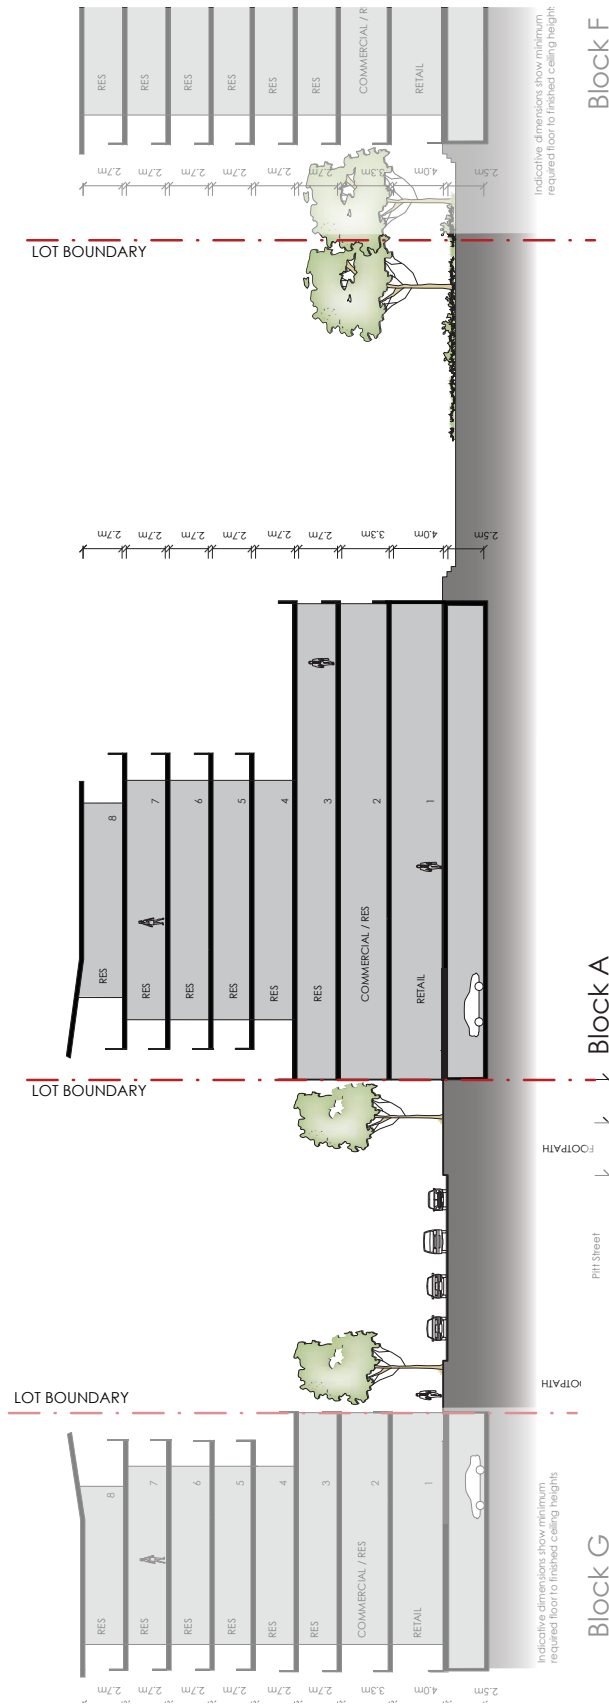 RES
RES
RES
RES
RES
RES
COMMERCIAL /
RETAIL
2.7m
2.7m
2.7m
2.7m
2.7m
2.7m
3.3m
4.0m
2.5m
Indicative dimensions show minimum
required floor to finished ceiling height
Block F
LOT BOUNDARY
2.7m
2.7m
2.7m
2.7m
2.7m
2.7m
3.3m
4.0m
2.5m
8
7
6
5
4
3
2
1
RES
RES
RES
RES
RES
RES
COMMERCIAL / RES
RETAIL
Block A
LOT BOUNDARY
FOOTPATH
Pitt Street
OTPATH
LOT BOUNDARY
8
7
6
5
4
3
2
1
RES
RES
RES
RES
RES
RES
COMMERCIAL / RES
RETAIL
2.7m
2.7m
2.7m
2.7m
2.7m
2.7m
3.3m
4.0m
2.5m
Indicative dimensions show minimum
required floor to finished ceiling heights
Block G